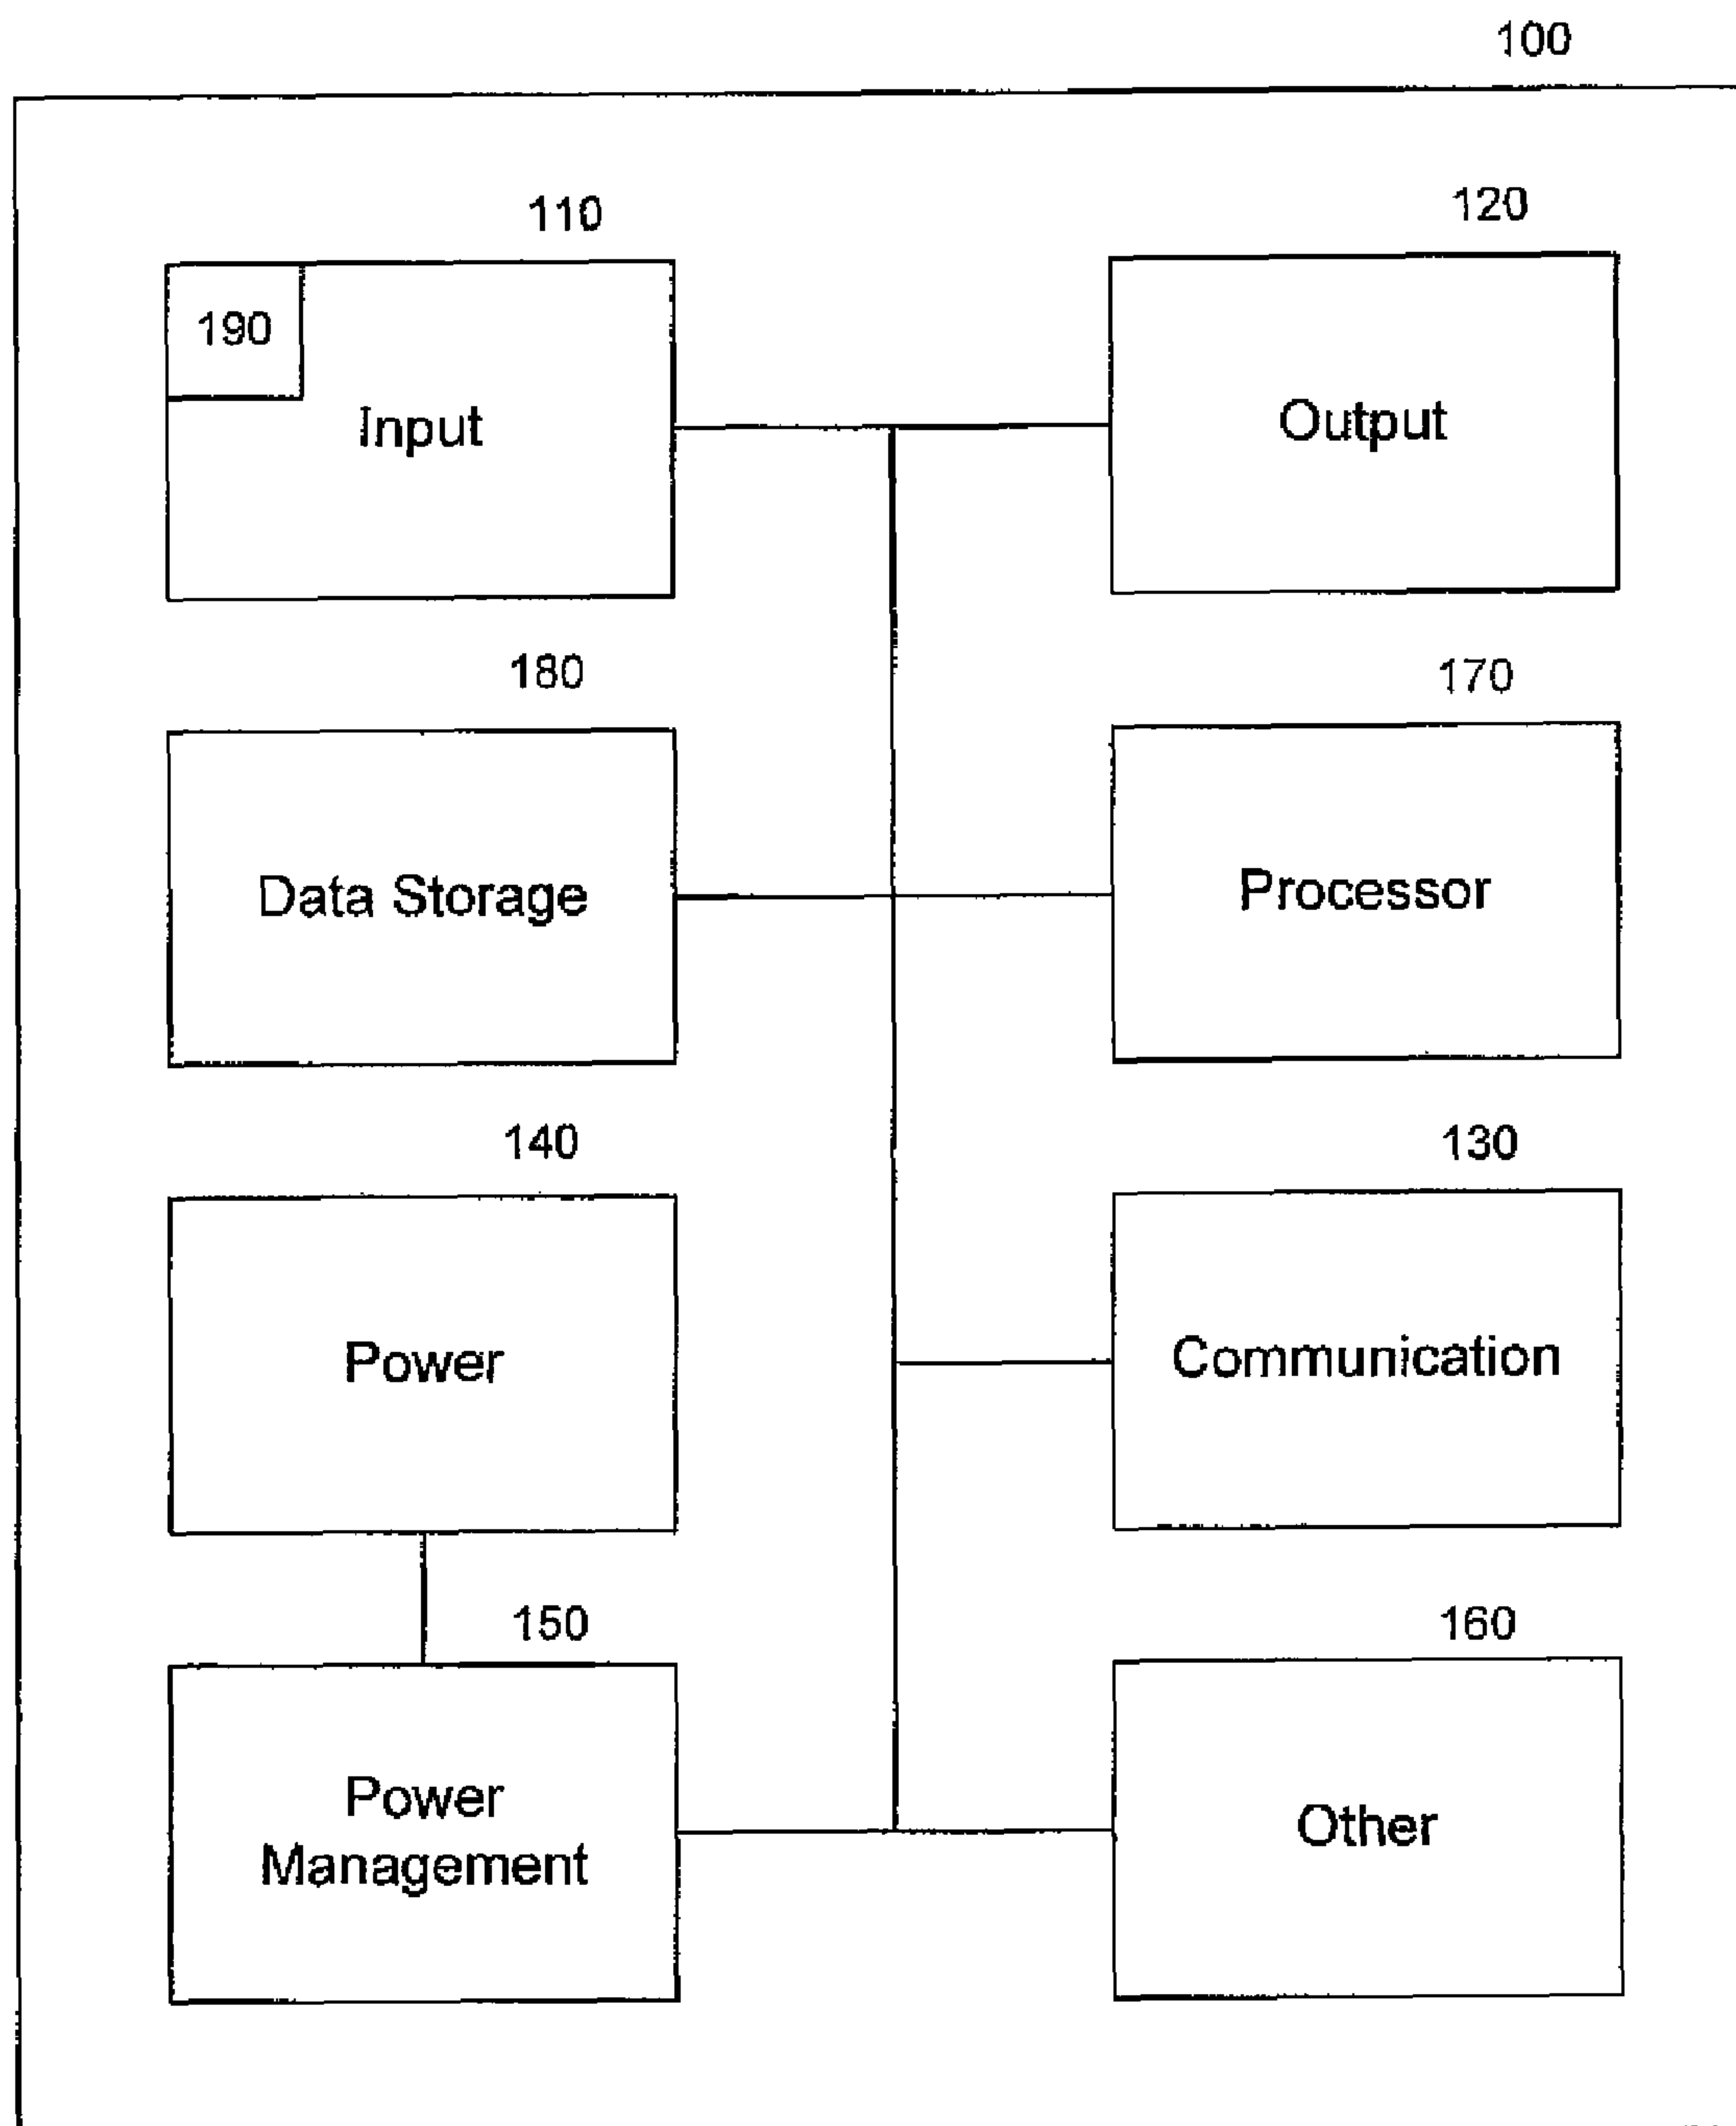 100
110
120
190
Input
Output
180
170
Data Storage
Processor
140
130
Power
Communication
150
160
Power
Management
Other